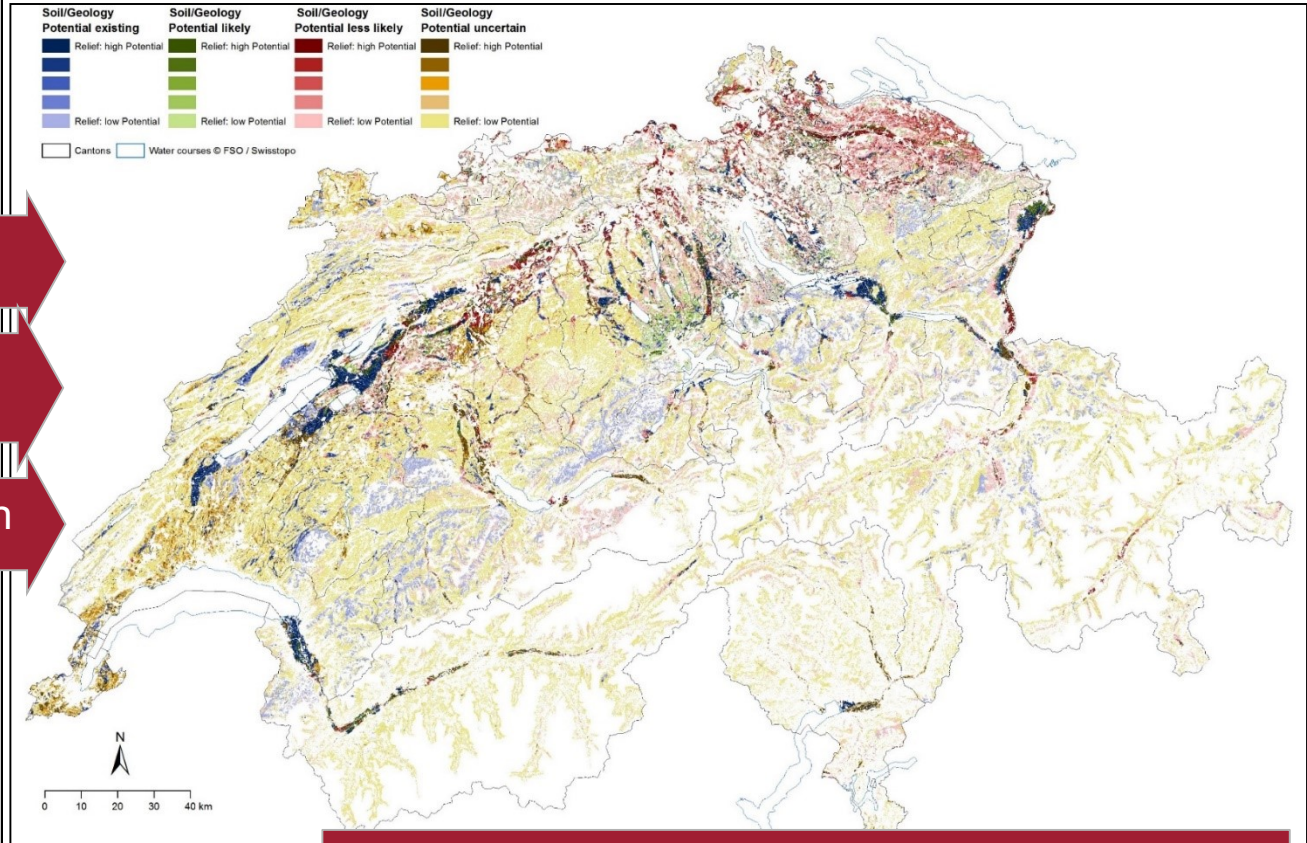 Soil/Geology Soil/Geology Soil/Geology Soil/Geology
Potential existing Potential likely Potential less likely Potential uncertain
Relief: high Potential Relief: high Potential Relief: high Potential Relief: high Potential
Relief: low Potential Relief: low Potential Relief: low Potential Relief: low Potential
Cantons Water courses © FSO / Swisstopo
n
N
0 10 20 30 40 km